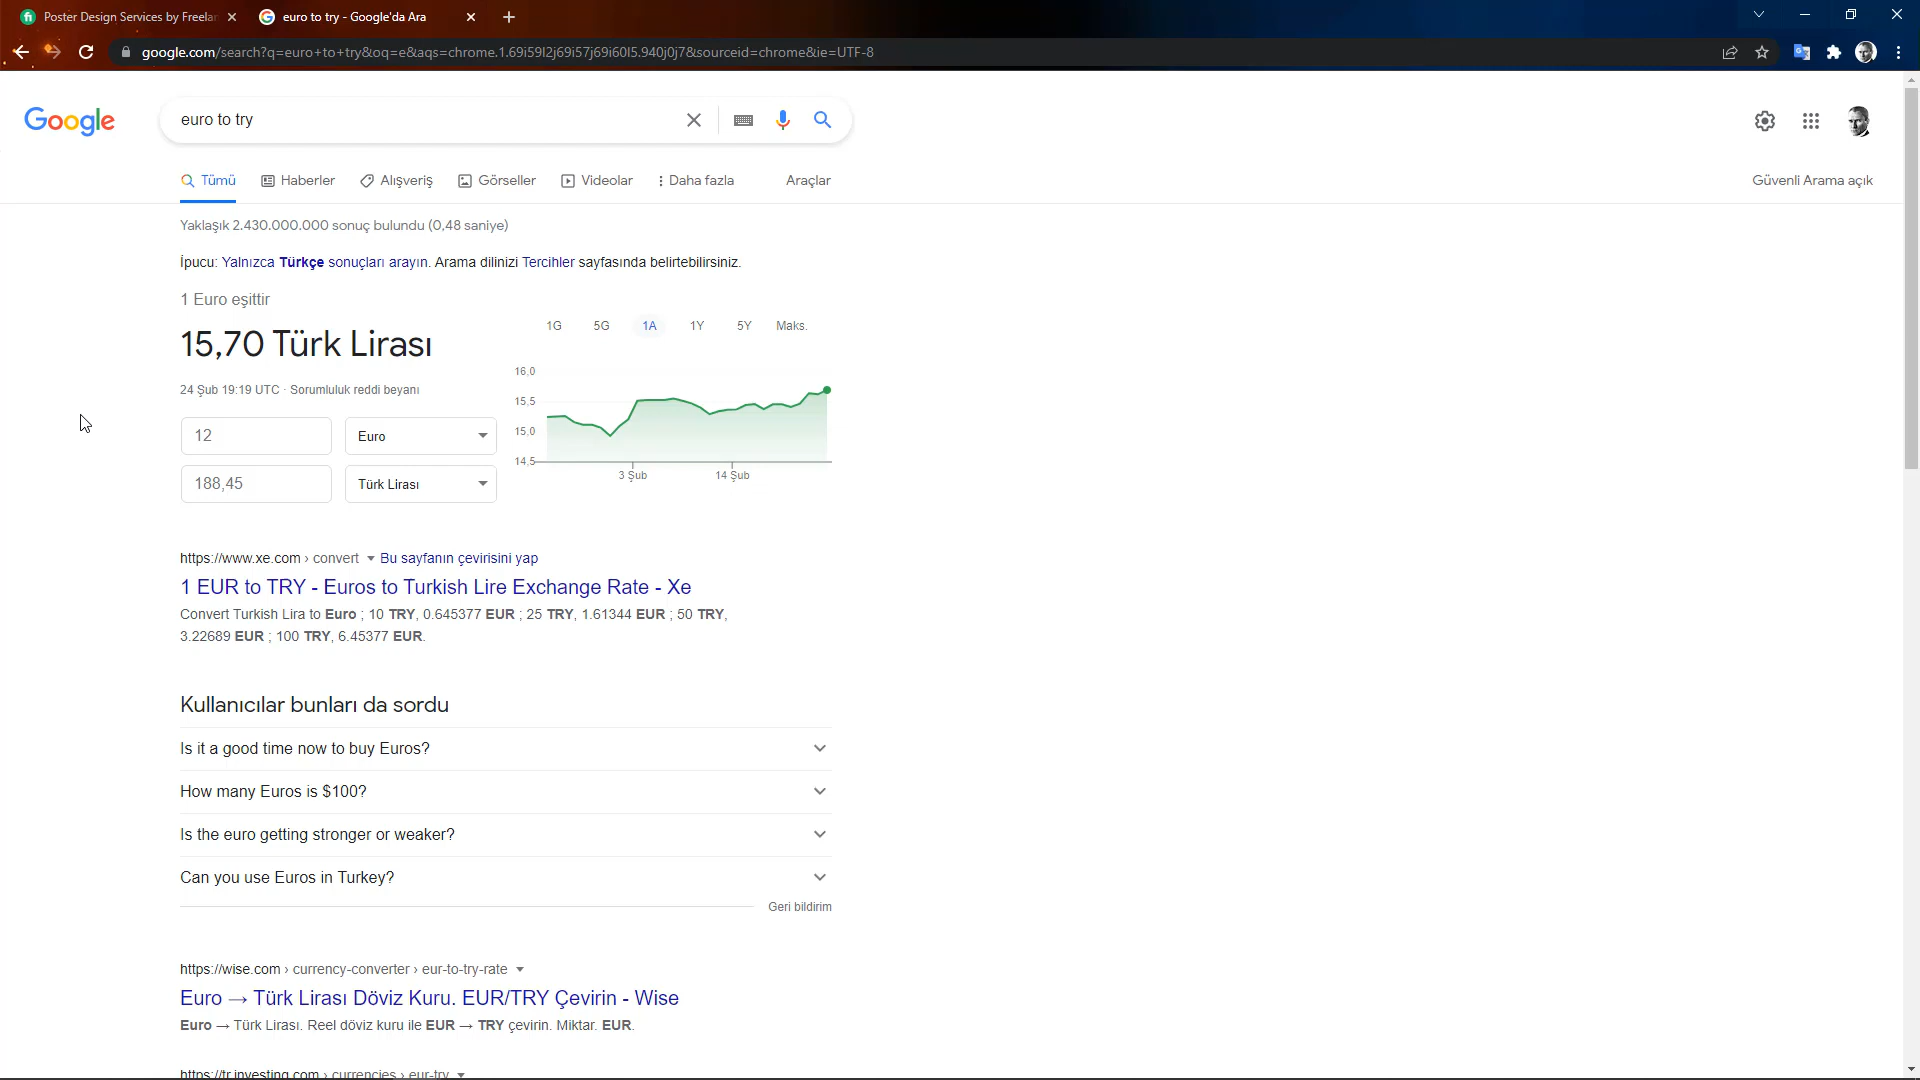 Poster Design Services by Freelan
euro to try - Google'da Ara
google.com/search?q=euro+to+try&oq=e&aqs=chrome.1.69i59l2j69i57j69i60l5.940j0j7&sourceid=chrome&ie=UTF-8
Google
euro to try
Tümü
Haberler
Alışveriş
Görseller
Videolar
Daha fazla
Araçlar
Güvenli Arama açık
Yaklaşık 2.430.000.000 sonuç bulundu (0,48 saniye)
İpucu: Yalnızca Türkçe sonuçları arayın. Arama dilinizi Tercihler sayfasında belirtebilirsiniz.
1 Euro eşittir
15,70 Türk Lirası
24 Şub 19:19 UTC · Sorumluluk reddi beyanı
12
Euro
188,45
Türk Lirası
1G
5G
1A
1Y
5Y
Maks.
16,0
15,5
15,0
14,5
3 Şub
14 Şub
https://www.xe.com › convert
Bu sayfanın çevirisini yap
1 EUR to TRY - Euros to Turkish Lire Exchange Rate - Xe
Convert Turkish Lira to Euro ; 10 TRY, 0.645377 EUR ; 25 TRY, 1.61344 EUR ; 50 TRY,
3.22689 EUR ; 100 TRY, 6.45377 EUR.
Kullanıcılar bunları da sordu
Is it a good time now to buy Euros?
How many Euros is $100?
Is the euro getting stronger or weaker?
Can you use Euros in Turkey?
Geri bildirim
https://wise.com › currency-converter › eur-to-try-rate
Euro → Türk Lirası Döviz Kuru. EUR/TRY Çevirin - Wise
Euro → Türk Lirası. Reel döviz kuru ile EUR → TRY çevirin. Miktar. EUR.
https://tr.investing.com › currencies › eur-try